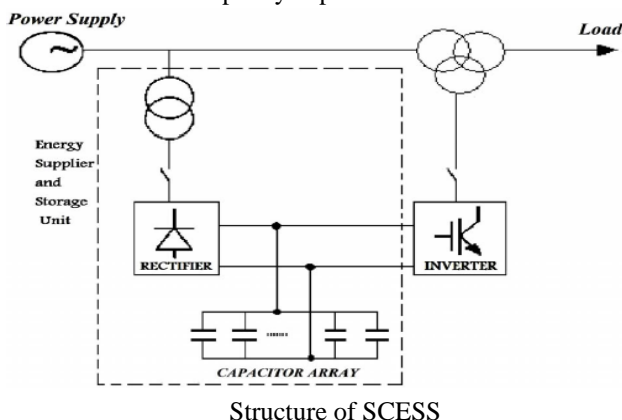 Power Supply
Load
Energy
Supplier
and
Storage
Unit
RECTIFIER
INVERTER
CAPACITOR ARRAY
Structure of SCESS